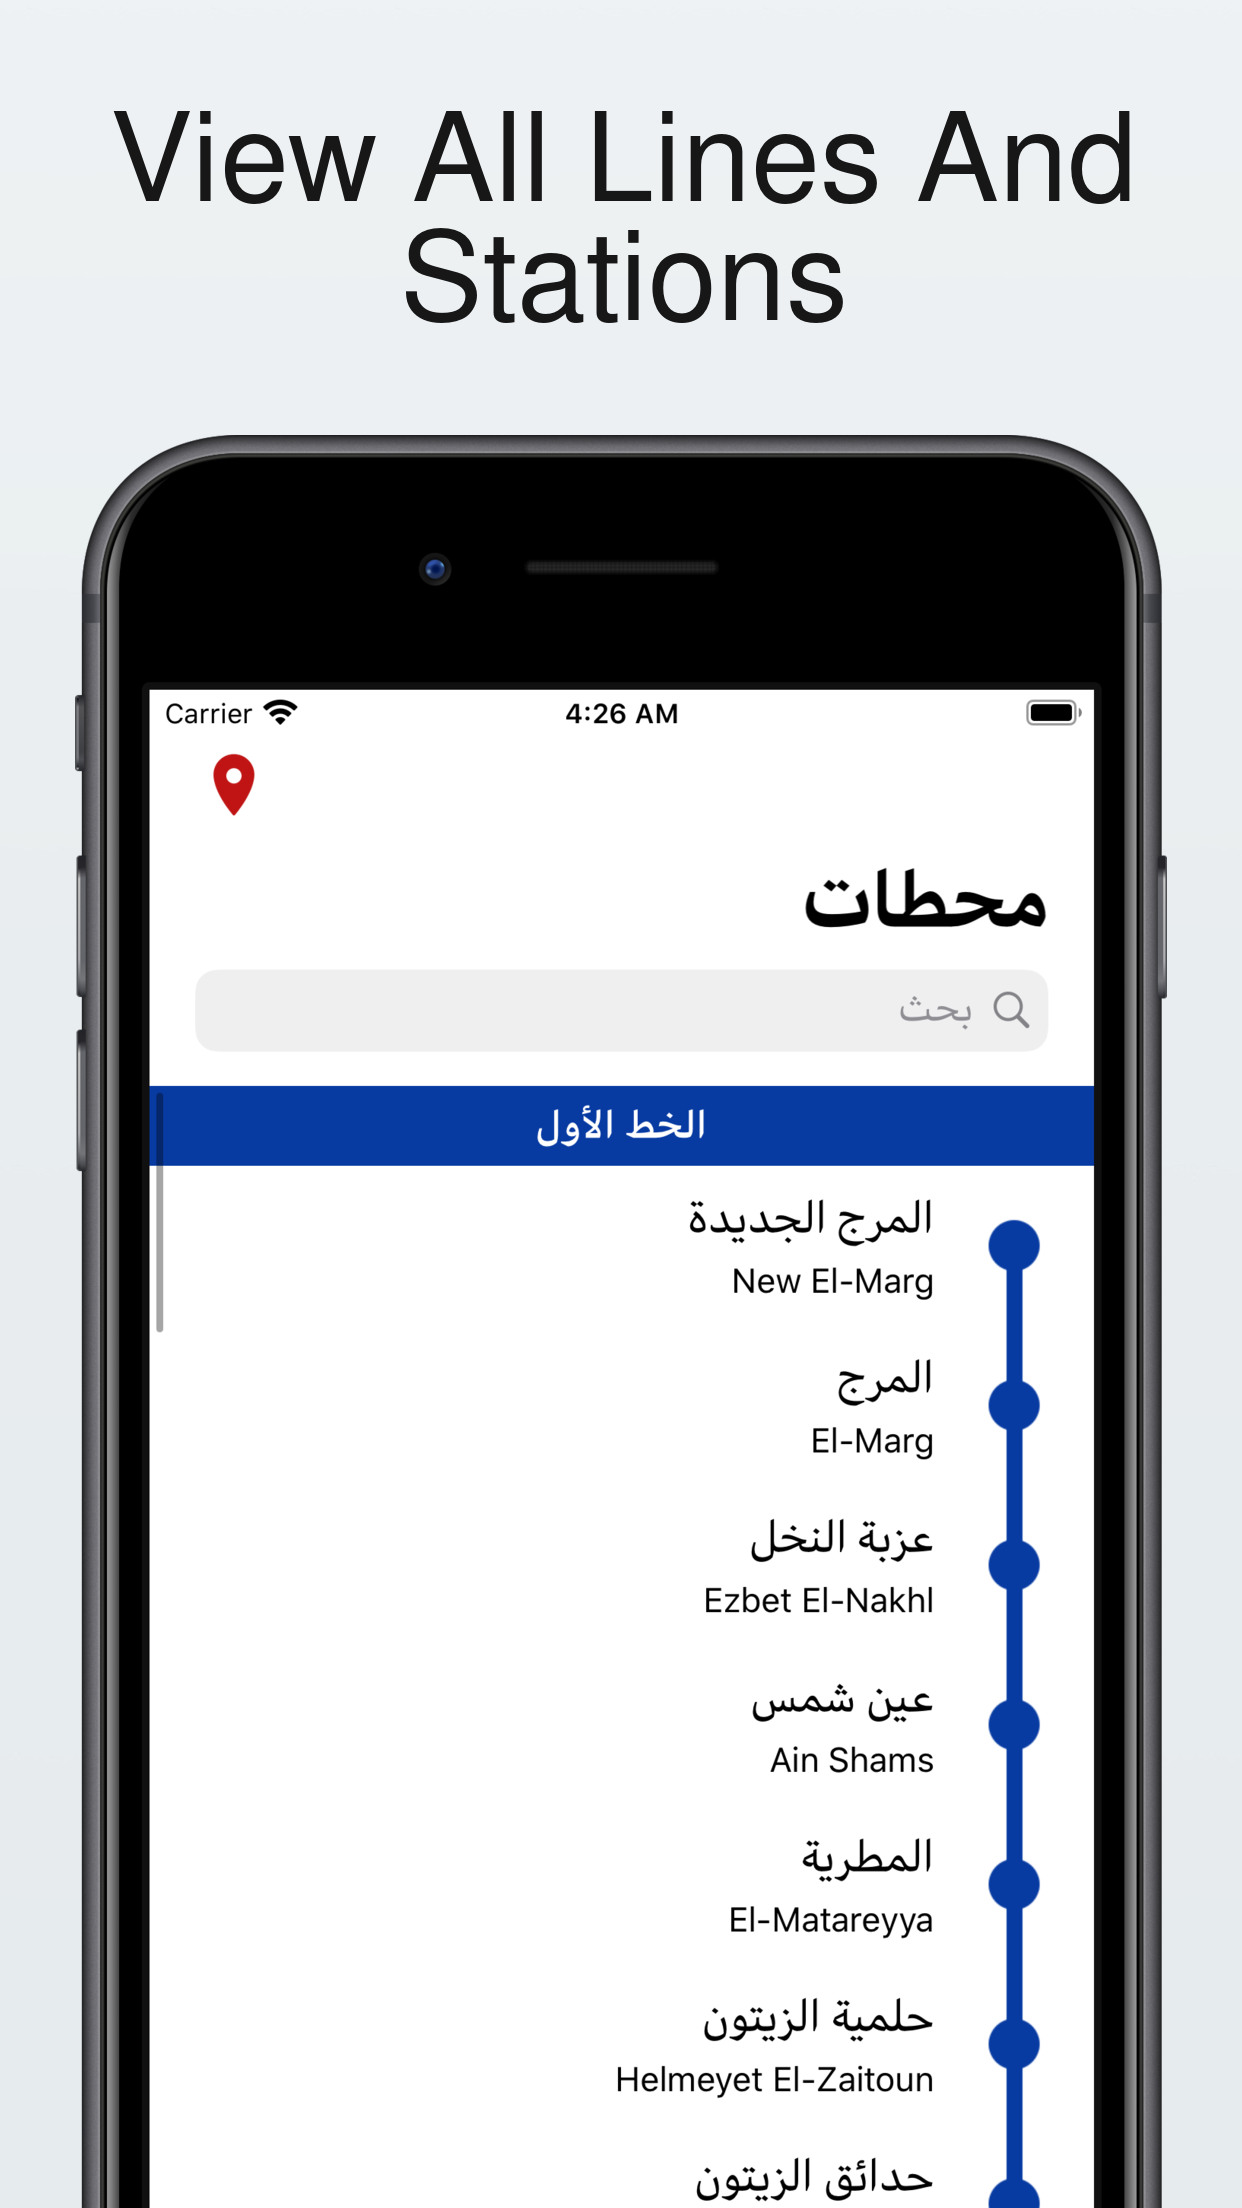 View All Lines And
Stations
Carrier
4:26 AM
محطات
بحث
الخط الأول
المرج الجديدة
New El-Marg
المرج
El-Marg
عزبة النخل
Ezbet El-Nakhl
عين شمس
Ain Shams
المطرية
El-Matareyya
حلمية الزيتون
Helmeyet El-Zaitoun
حدائق الزيتون